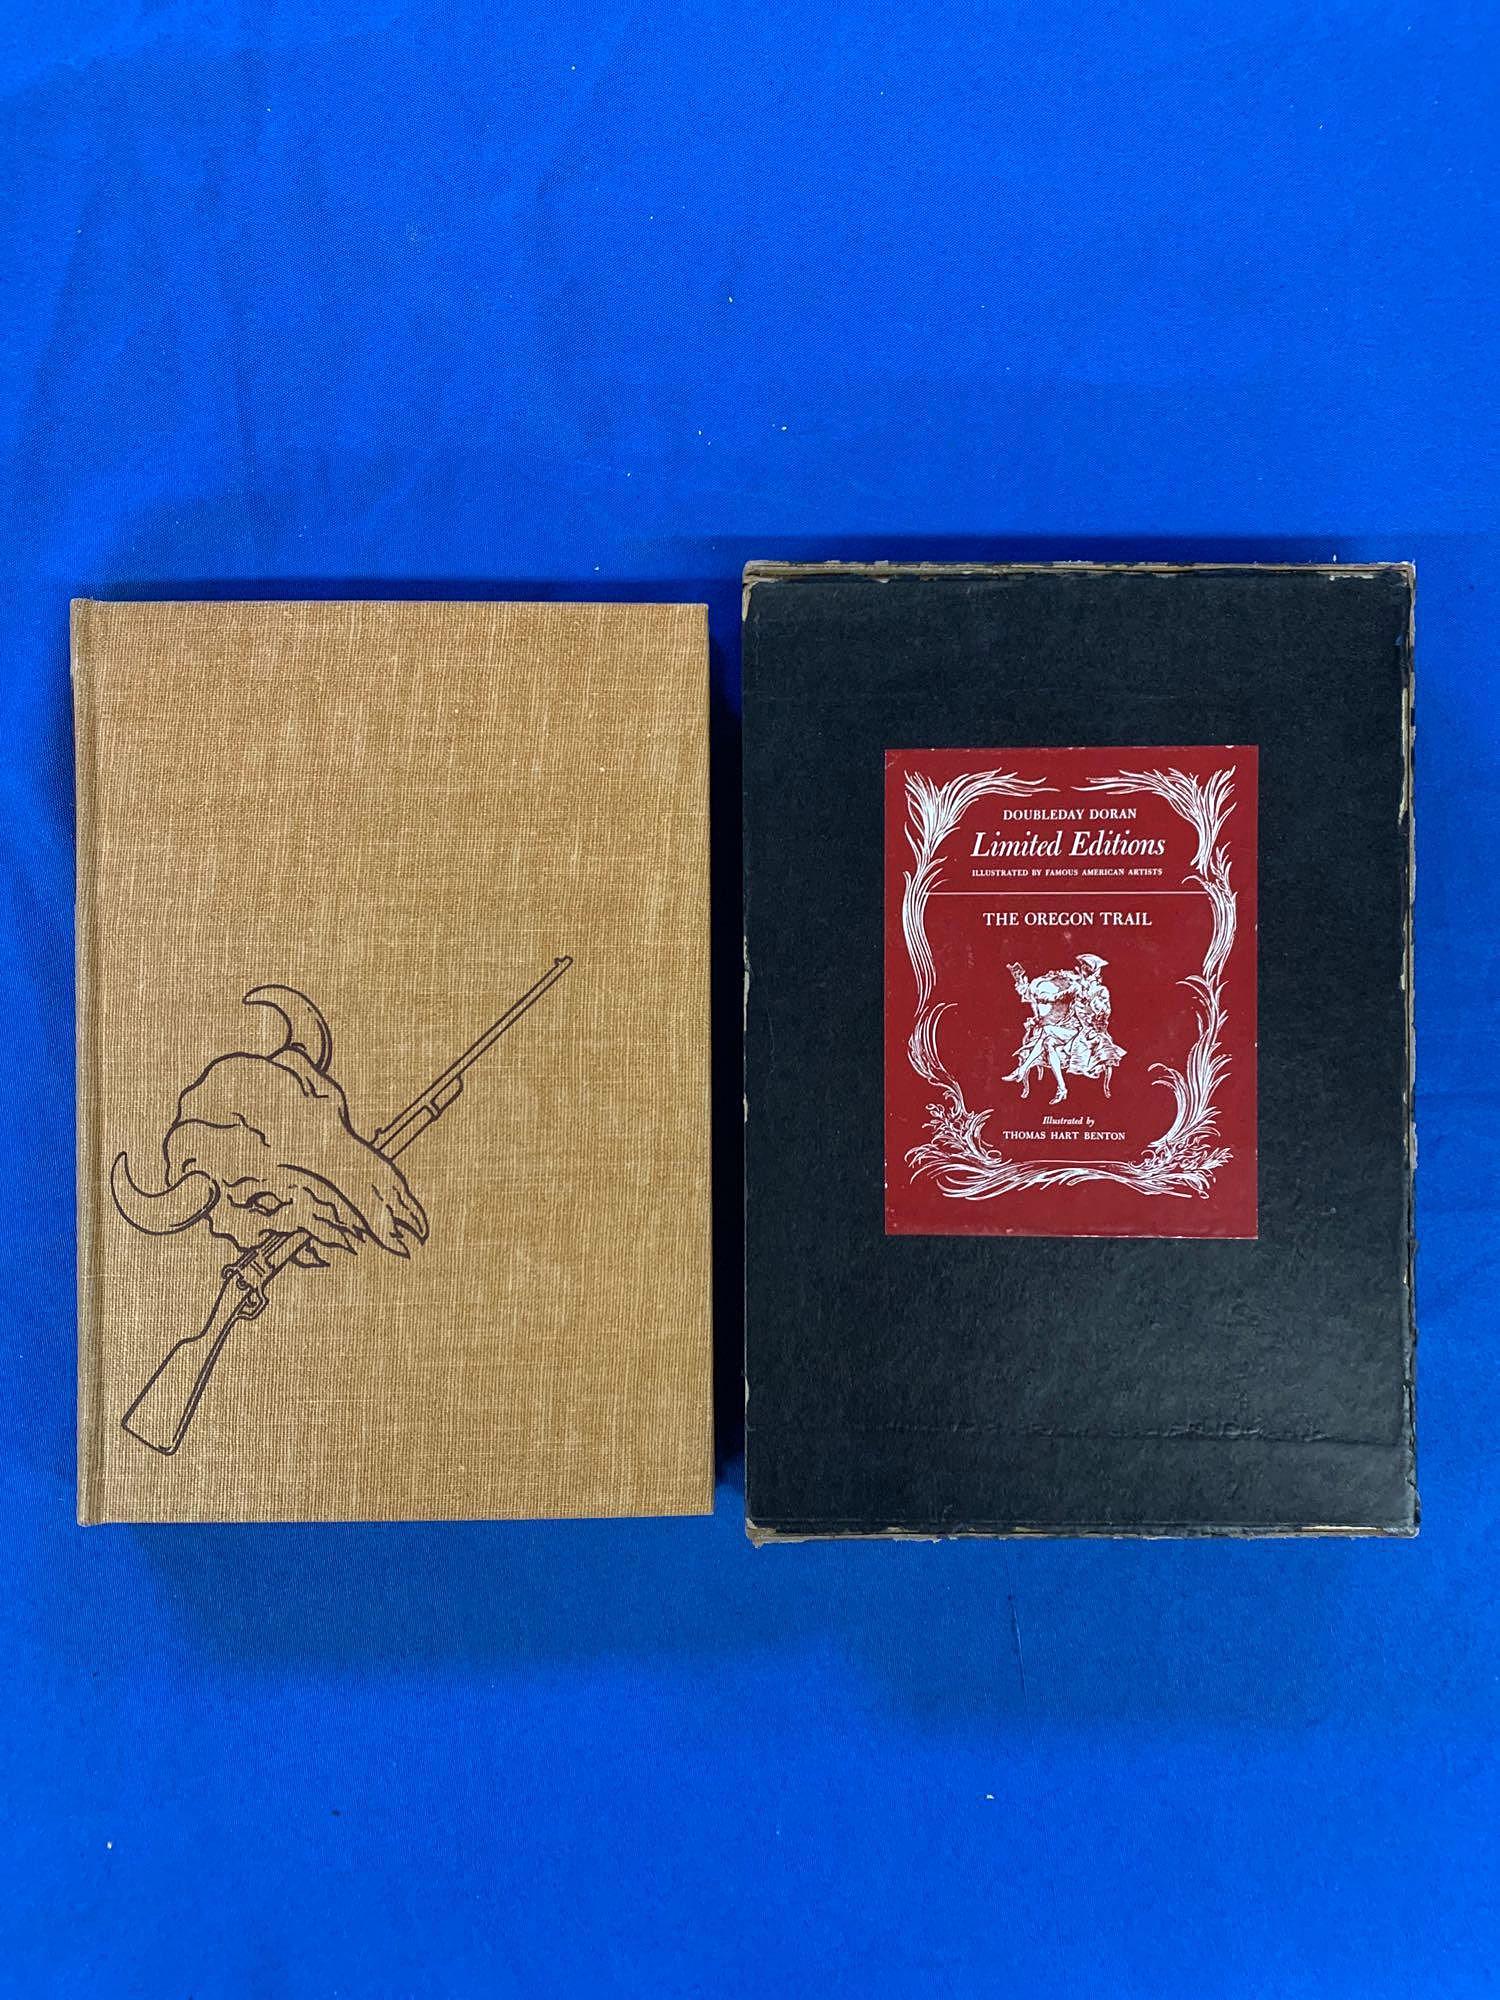 DOUBLEDAY DORAN
Limited Editions
ILLUSTRATED BY FAMOUS AMERICAN ARTISTS
THE OREGON TRAIL
Illustrated by
THOMAS HART BENTON